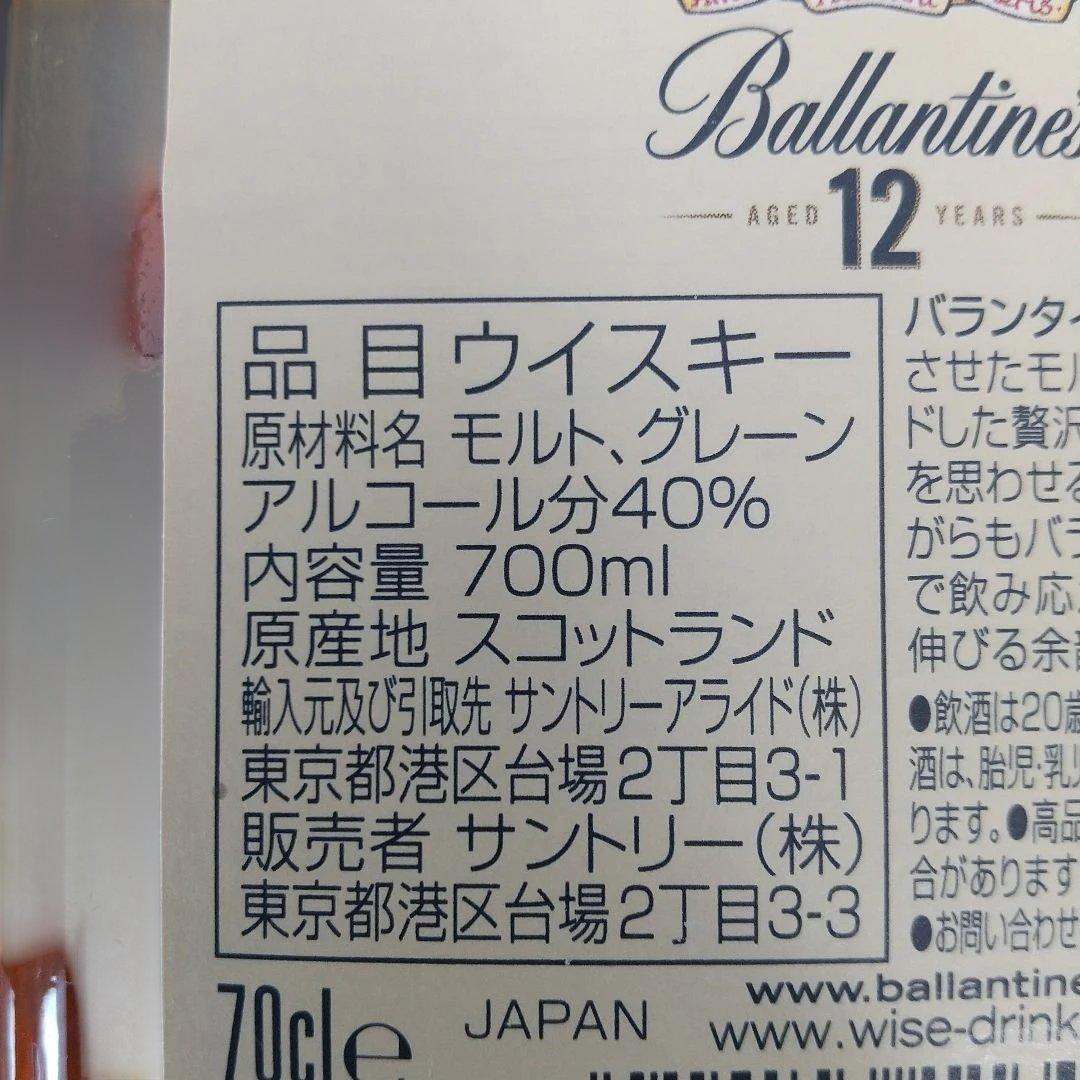 Ballantine's
AGED 12 YEARS
品 目 ウイスキー
原材料名 モルト、グレーン
アルコール分40%
内容量 700ml
原産地 スコットランド
輸入元及び引取先 サントリーアライド(株)
東京都港区台場2丁目3-1
販売者 サントリー(株)
東京都港区台場2丁目3-3
バランタイ
させたモル
ドした贅沢
を思わせる
がらもバラ
で飲み応
伸びる余
●飲酒は20歳
酒は、胎児・乳
ります。●高品
合があります
●お問い合わせ
www.ballantine
70cl e JAPAN www.wise-drink